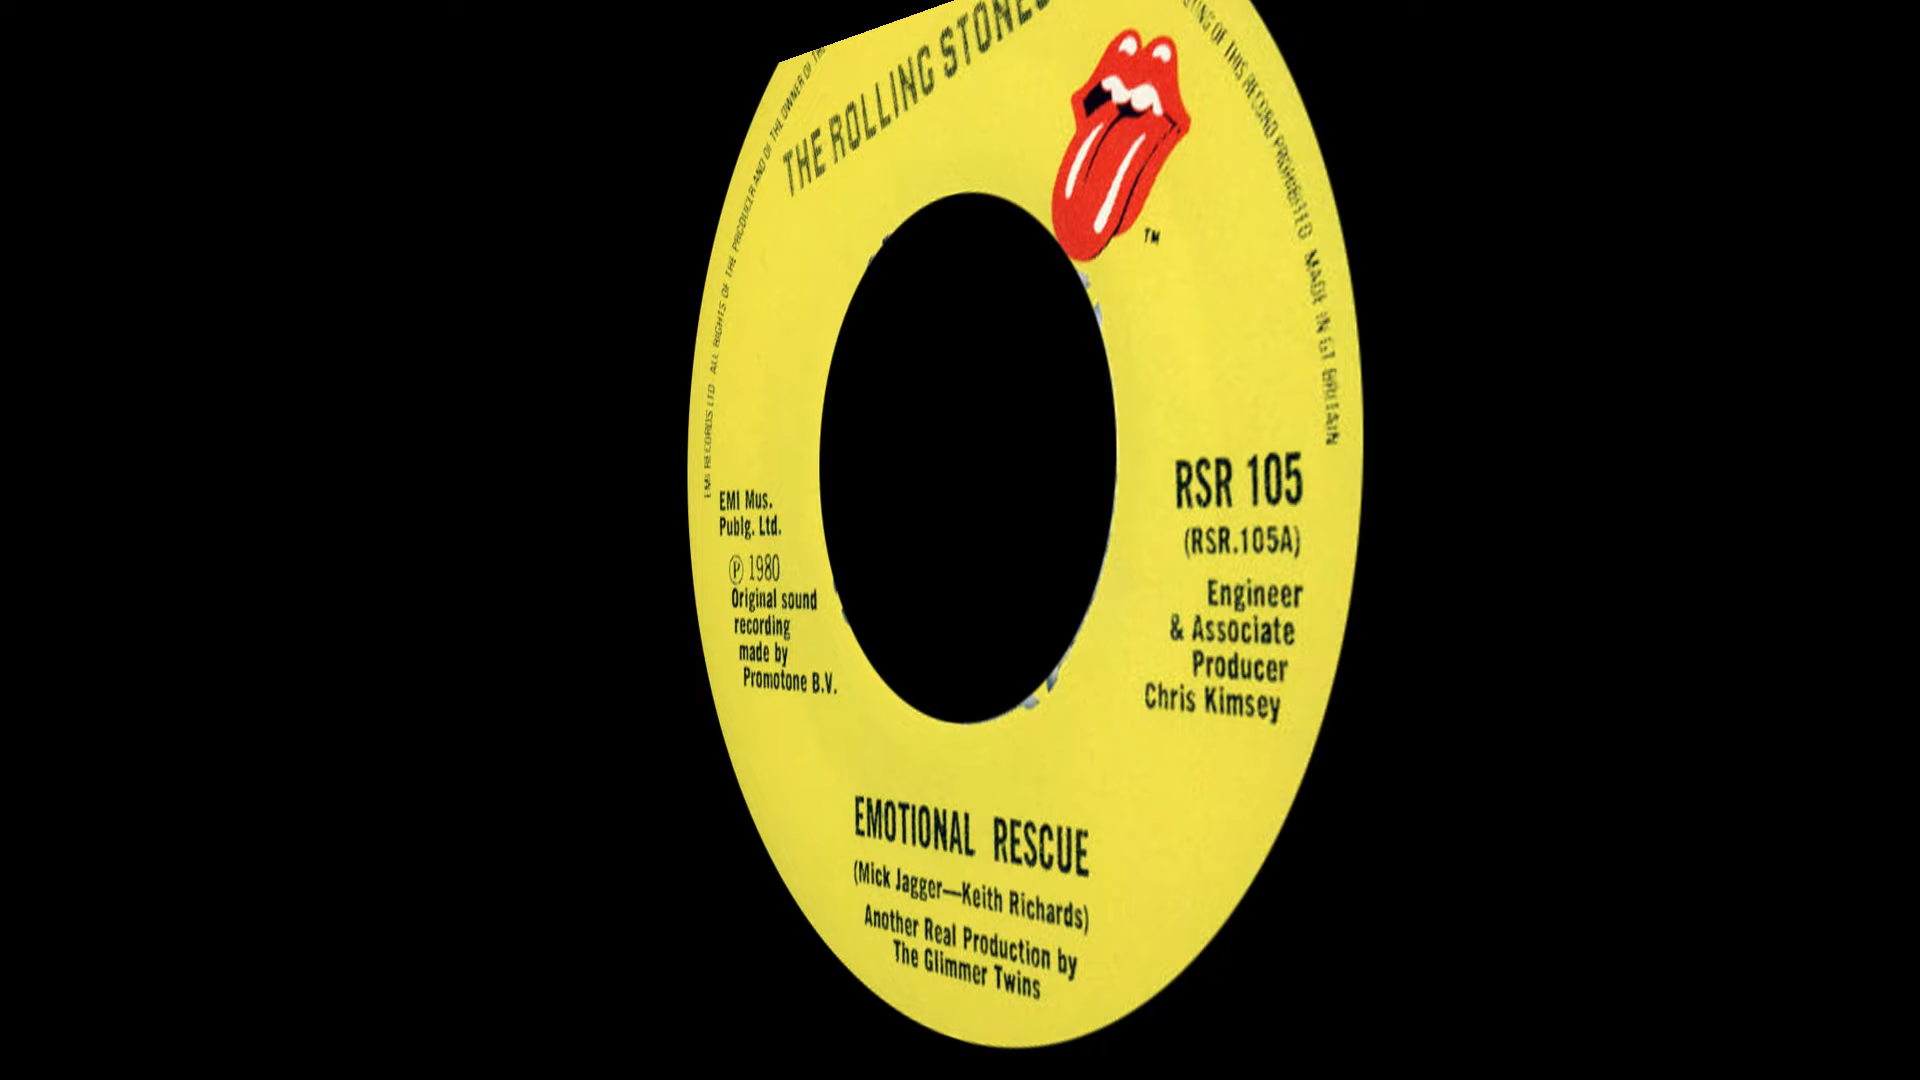 THE ROLLING STONES
EMI RECORDS LTD. ALL RIGHTS OF THE PRODUCER AND OF THE OWNER OF
OF THIS RECORD PROHIBITED MADE IN GT BRITAIN
TM
EMI Mus.
Publg. Ltd.
℗ 1980
Original sound
recording
made by
Promotone B.V.
RSR 105
(RSR.105A)
Engineer
& Associate
Producer
Chris Kimsey
EMOTIONAL RESCUE
(Mick Jagger—Keith Richards)
Another Real Production by
The Glimmer Twins